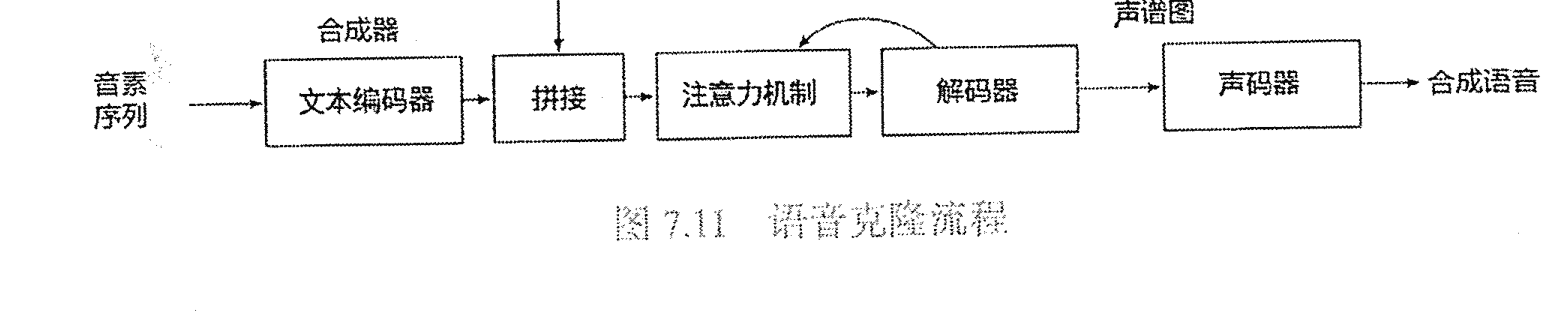 合成器
声谱图
音素
序列
文本编码器
拼接
注意力机制
解码器
声码器
合成语音
图 7.11 语音克隆流程